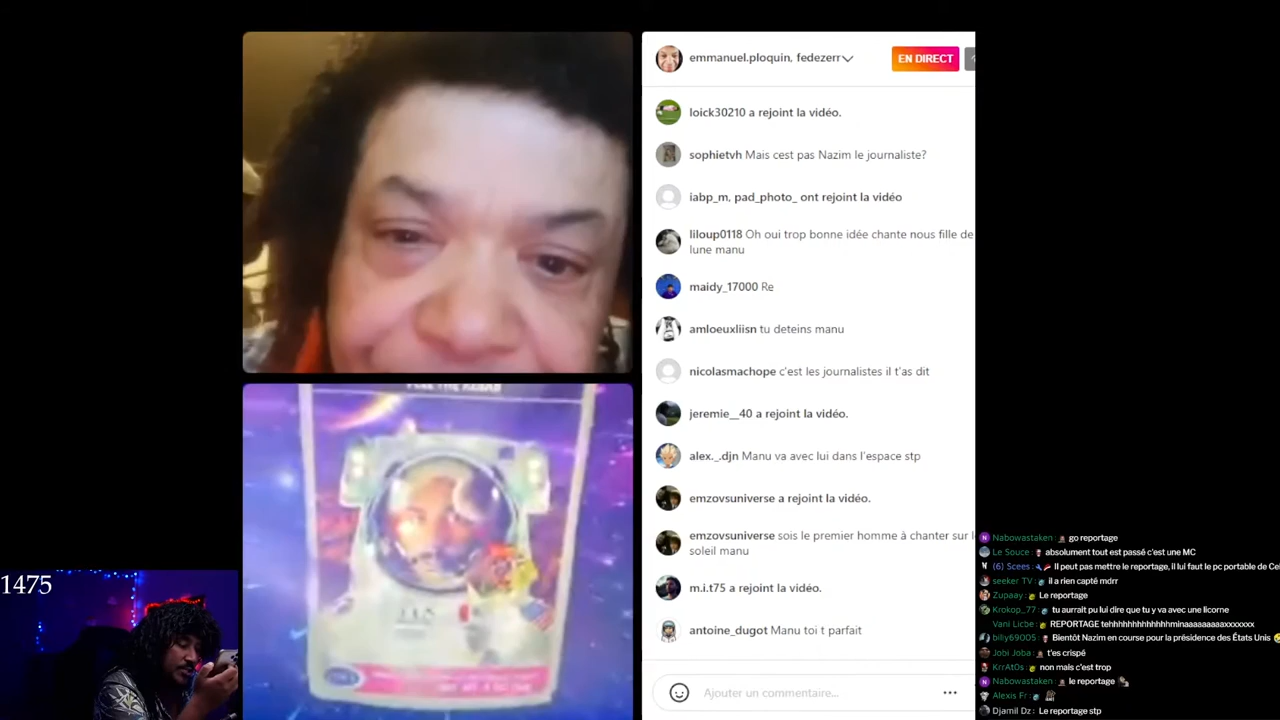 emmanuel.ploquin, fedezerr
EN DIRECT
loick30210 a rejoint la vidéo.
sophietvh Mais cest pas Nazim le journaliste?
iabp_m, pad_photo_ ont rejoint la vidéo
liloup0118 Oh oui trop bonne idée chante nous fille de
lune manu
maidy_17000 Re
amloeuxliisn tu deteins manu
nicolasmachope c'est les journalistes il t'as dit
jeremie__40 a rejoint la vidéo.
alex._.djn Manu va avec lui dans l'espace stp
emzovsuniverse a rejoint la vidéo.
emzovsuniverse sois le premier homme à chanter sur l
soleil manu
m.i.t75 a rejoint la vidéo.
antoine_dugot Manu toi t parfait
Ajouter un commentaire...
1475
Nabowastaken : go reportage
Le Souce : absolument tout est passé c'est une MC
(6) Scees : Il peut pas mettre le reportage, il lui faut le pc portable de Cel
seeker TV : il a rien capté mdrr
Zupaay : Le reportage
Krokop_77 : tu aurrait pu lui dire que tu y va avec une licorne
Vani Licbe : REPORTAGE tehhhhhhhhhhhhhminaaaaaaaaxxxxxxx
billy69005 : Bientôt Nazim en course pour la présidence des États Unis
Jobi Joba : t'es crispé
KrrAt0s : non mais c'est trop
Nabowastaken : le reportage
Alexis Fr :
Djamil Dz : Le reportage stp